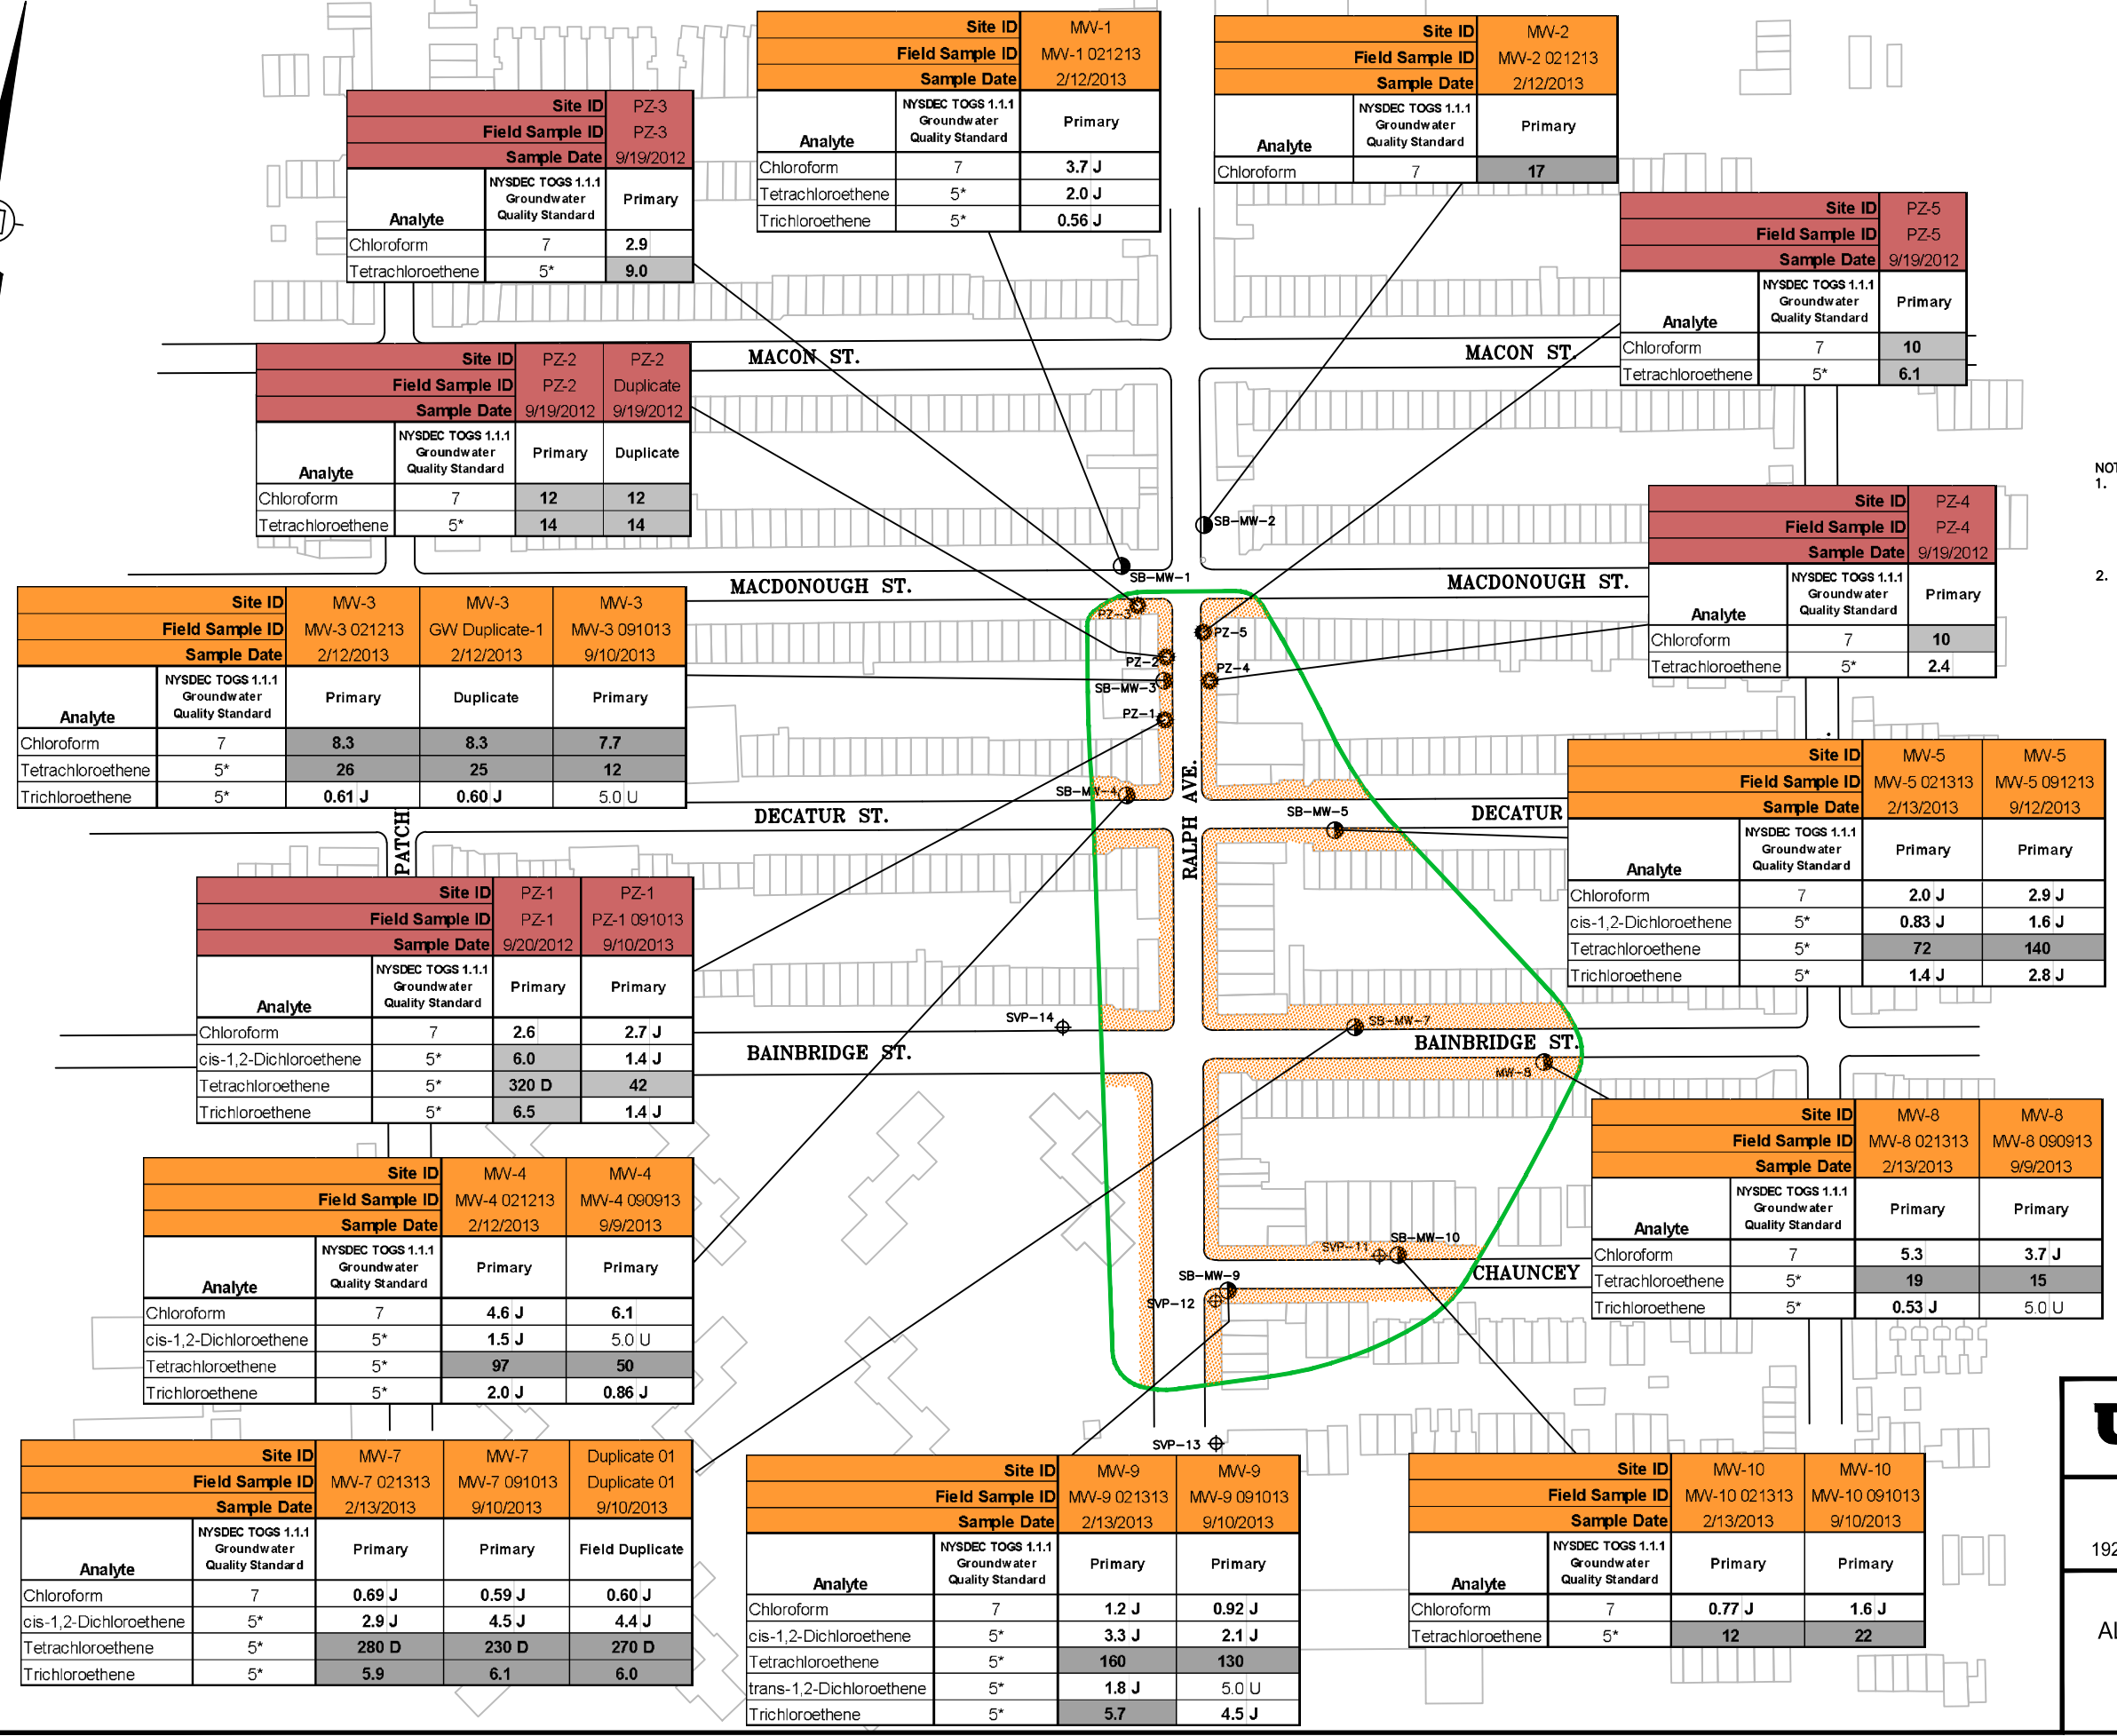 Site ID MW-1
Field Sample ID MW-1 021213
Sample Date 2/12/2013
Analyte NYSDEC TOGS 1.1.1 Groundwater Quality Standard Primary
Chloroform 7 3.7 J
Tetrachloroethene 5* 2.0 J
Trichloroethene 5* 0.56 J
Site ID MW-2
Field Sample ID MW-2 021213
Sample Date 2/12/2013
Analyte NYSDEC TOGS 1.1.1 Groundwater Quality Standard Primary
Chloroform 7 17
Site ID PZ-3
Field Sample ID PZ-3
Sample Date 9/19/2012
Analyte NYSDEC TOGS 1.1.1 Groundwater Quality Standard Primary
Chloroform 7 2.9
Tetrachloroethene 5* 9.0
Site ID PZ-5
Field Sample ID PZ-5
Sample Date 9/19/2012
Analyte NYSDEC TOGS 1.1.1 Groundwater Quality Standard Primary
Chloroform 7 10
Tetrachloroethene 5* 6.1
MACON ST.
MACON ST.
Site ID PZ-2 PZ-2
Field Sample ID PZ-2 Duplicate
Sample Date 9/19/2012 9/19/2012
Analyte NYSDEC TOGS 1.1.1 Groundwater Quality Standard Primary Duplicate
Chloroform 7 12 12
Tetrachloroethene 5* 14 14
NOT
1.
2.
Site ID PZ-4
Field Sample ID PZ-4
Sample Date 9/19/2012
Analyte NYSDEC TOGS 1.1.1 Groundwater Quality Standard Primary
Chloroform 7 10
Tetrachloroethene 5* 2.4
SB-MW-2
SB-MW-1
MACDONOUGH ST.
MACDONOUGH ST.
PZ-3
PZ-5
PZ-2
PZ-4
SB-MW-3
PZ-1
Site ID MW-3 MW-3 MW-3
Field Sample ID MW-3 021213 GW Duplicate-1 MW-3 091013
Sample Date 2/12/2013 2/12/2013 9/10/2013
Analyte NYSDEC TOGS 1.1.1 Groundwater Quality Standard Primary Duplicate Primary
Chloroform 7 8.3 8.3 7.7
Tetrachloroethene 5* 26 25 12
Trichloroethene 5* 0.61 J 0.60 J 5.0 U
RALPH AVE.
SB-MW-4
SB-MW-5
DECATUR ST.
DECATUR
PATCH
Site ID MW-5 MW-5
Field Sample ID MW-5 021313 MW-5 091213
Sample Date 2/13/2013 9/12/2013
Analyte NYSDEC TOGS 1.1.1 Groundwater Quality Standard Primary Primary
Chloroform 7 2.0 J 2.9 J
cis-1,2-Dichloroethene 5* 0.83 J 1.6 J
Tetrachloroethene 5* 72 140
Trichloroethene 5* 1.4 J 2.8 J
Site ID PZ-1 PZ-1
Field Sample ID PZ-1 PZ-1 091013
Sample Date 9/20/2012 9/10/2013
Analyte NYSDEC TOGS 1.1.1 Groundwater Quality Standard Primary Primary
Chloroform 7 2.6 2.7 J
cis-1,2-Dichloroethene 5* 6.0 1.4 J
Tetrachloroethene 5* 320 D 42
Trichloroethene 5* 6.5 1.4 J
SVP-14
SB-MW-7
BAINBRIDGE ST.
BAINBRIDGE ST.
MW-8
Site ID MW-8 MW-8
Field Sample ID MW-8 021313 MW-8 090913
Sample Date 2/13/2013 9/9/2013
Analyte NYSDEC TOGS 1.1.1 Groundwater Quality Standard Primary Primary
Chloroform 7 5.3 3.7 J
Tetrachloroethene 5* 19 15
Trichloroethene 5* 0.53 J 5.0 U
Site ID MW-4 MW-4
Field Sample ID MW-4 021213 MW-4 090913
Sample Date 2/12/2013 9/9/2013
Analyte NYSDEC TOGS 1.1.1 Groundwater Quality Standard Primary Primary
Chloroform 7 4.6 J 6.1
cis-1,2-Dichloroethene 5* 1.5 J 5.0 U
Tetrachloroethene 5* 97 50
Trichloroethene 5* 2.0 J 0.86 J
SVP-11
SB-MW-10
SB-MW-9
CHAUNCEY
SVP-12
SVP-13
Site ID MW-7 MW-7 Duplicate 01
Field Sample ID MW-7 021313 MW-7 091013 Duplicate 01
Sample Date 2/13/2013 9/10/2013 9/10/2013
Analyte NYSDEC TOGS 1.1.1 Groundwater Quality Standard Primary Primary Field Duplicate
Chloroform 7 0.69 J 0.59 J 0.60 J
cis-1,2-Dichloroethene 5* 2.9 J 4.5 J 4.4 J
Tetrachloroethene 5* 280 D 230 D 270 D
Trichloroethene 5* 5.9 6.1 6.0
Site ID MW-9 MW-9
Field Sample ID MW-9 021313 MW-9 091013
Sample Date 2/13/2013 9/10/2013
Analyte NYSDEC TOGS 1.1.1 Groundwater Quality Standard Primary Primary
Chloroform 7 1.2 J 0.92 J
cis-1,2-Dichloroethene 5* 3.3 J 2.1 J
Tetrachloroethene 5* 160 130
trans-1,2-Dichloroethene 5* 1.8 J 5.0 U
Trichloroethene 5* 5.7 4.5 J
Site ID MW-10 MW-10
Field Sample ID MW-10 021313 MW-10 091013
Sample Date 2/13/2013 9/10/2013
Analyte NYSDEC TOGS 1.1.1 Groundwater Quality Standard Primary Primary
Chloroform 7 0.77 J 1.6 J
Tetrachloroethene 5* 12 22
192